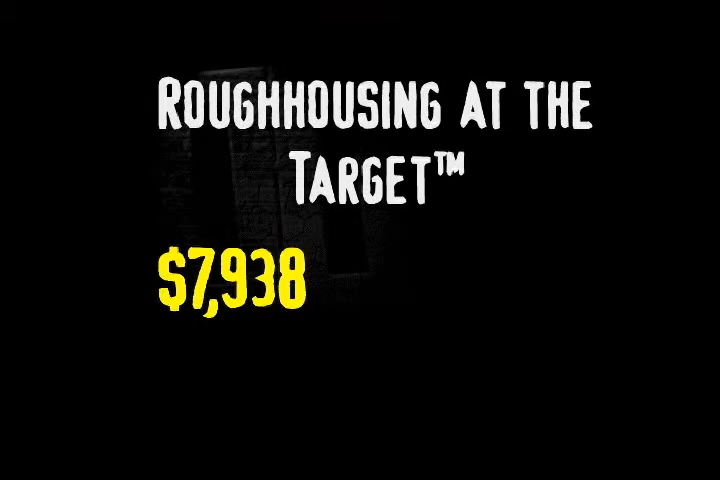 ROUGHHOUSING AT THE
TARGET™
$7,938